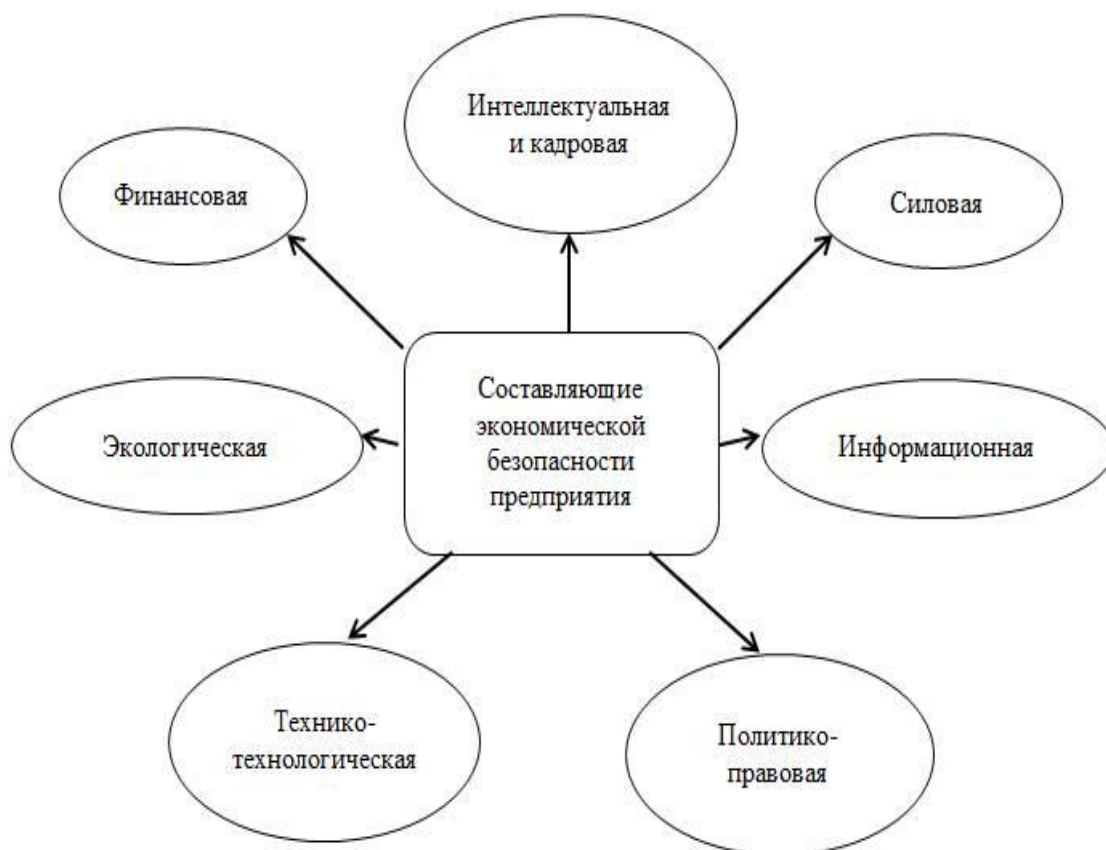 Интеллектуальная
и кадровая
Финансовая
Силовая
Составляющие
экономической
безопасности
предприятия
Экологическая
Информационная
Технико-
технологическая
Политико-
правовая